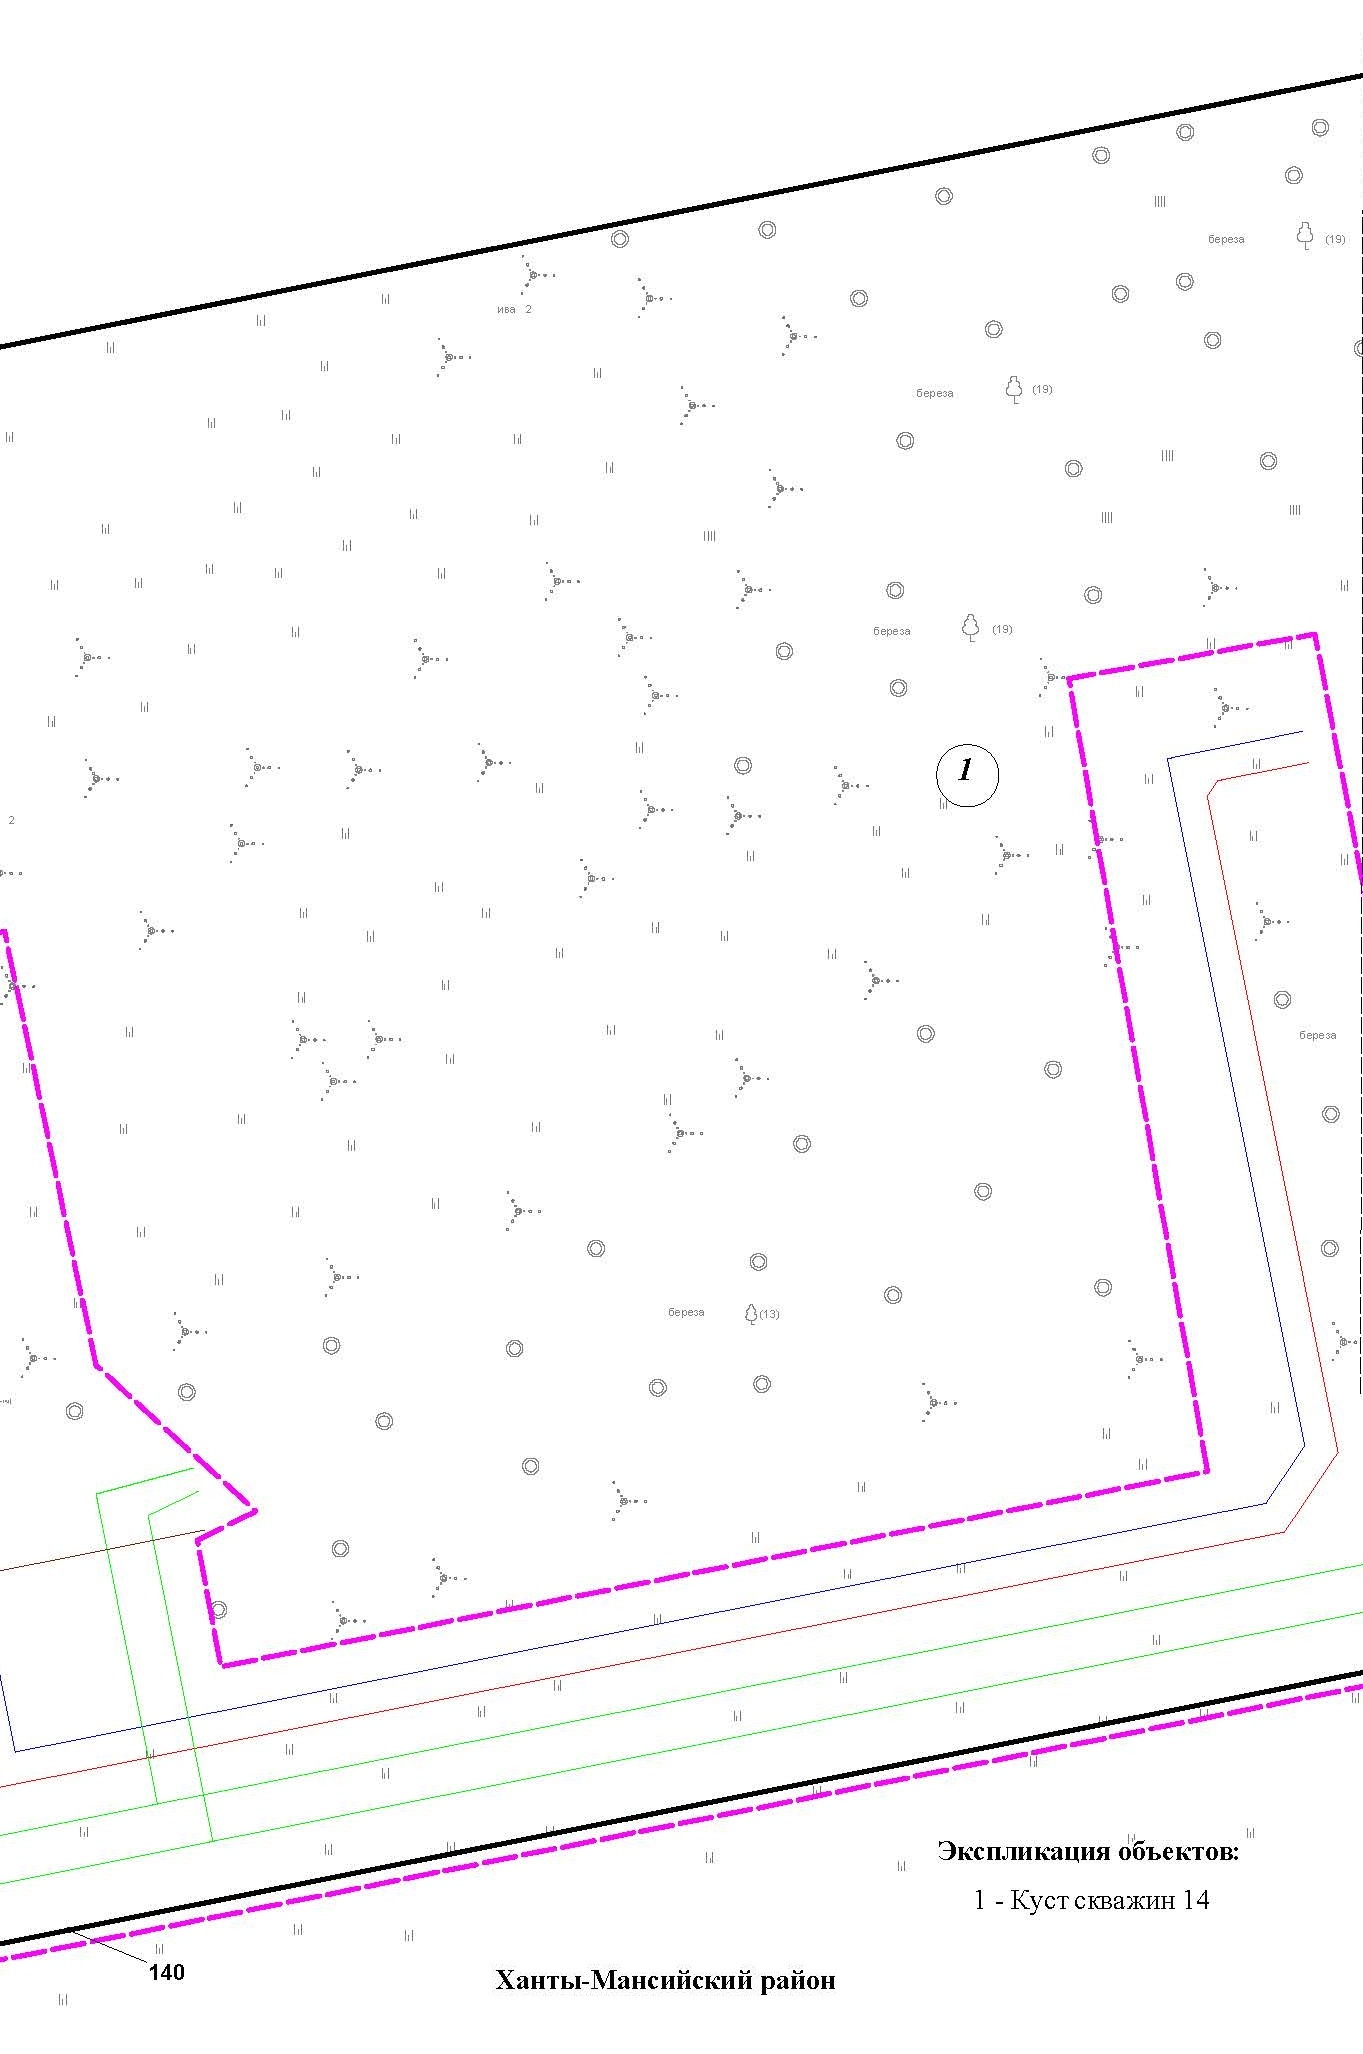 береза (19)
ива 2
береза (19)
береза (19)
1
2
береза
береза (13)
Экспликация объектов:
1 - Куст скважин 14
140
Ханты-Мансийский район